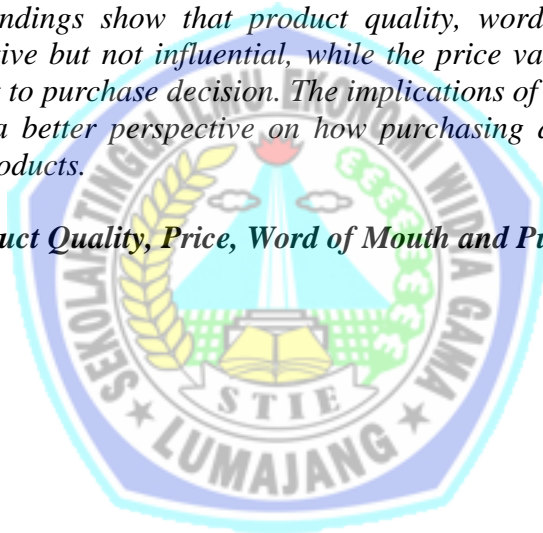 ndings show that product quality, word
ive but not influential, while the price va
to purchase decision. The implications of
a better perspective on how purchasing
oducts.
uct Quality, Price, Word of Mouth and Pu
SEKOLAH TINGGI ILMU EKONOMI WIDYA GAMA
STIE
LUMAJANG